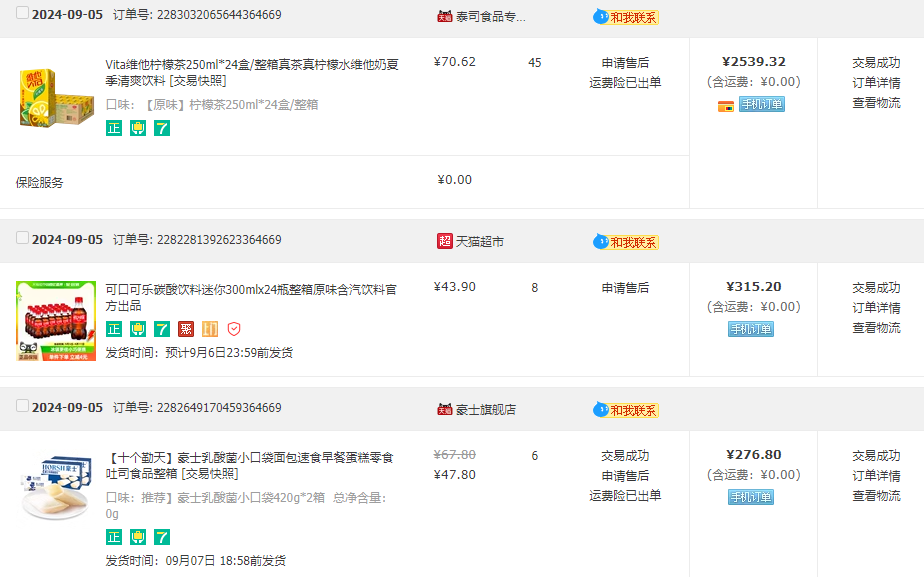 2024-09-05 订单号: 2283032065644364669 天猫 泰司食品专... 和我联系
Vita维他柠檬茶250ml*24盒/整箱真茶真柠檬水维他奶夏 ¥70.62 45 申请售后 ¥2539.32 交易成功
季清爽饮料 [交易快照] 运费险已出单 (含运费: ¥0.00) 订单详情
口味: 【原味】柠檬茶250ml*24盒/整箱 手机订单 查看物流
正 7
保险服务 ¥0.00
2024-09-05 订单号: 2282281392623364669 超 天猫超市 和我联系
可口可乐碳酸饮料迷你300mlx24瓶整箱原味含汽饮料官 ¥43.90 8 申请售后 ¥315.20 交易成功
方出品 (含运费: ¥0.00) 订单详情
正 7 聚 手机订单 查看物流
发货时间: 预计9月6日23:59前发货
2024-09-05 订单号: 2282649170459364669 天猫 豪士旗舰店 和我联系
【十个勤天】豪士乳酸菌小口袋面包速食早餐蛋糕零食 ¥67.80 6 交易成功 ¥276.80 交易成功
吐司食品整箱 [交易快照] ¥47.80 申请售后 (含运费: ¥0.00) 订单详情
口味: 推荐】豪士乳酸菌小口袋420g*2箱 总净含量: 运费险已出单 手机订单 查看物流
0g
正 7
发货时间: 09月07日 18:58前发货